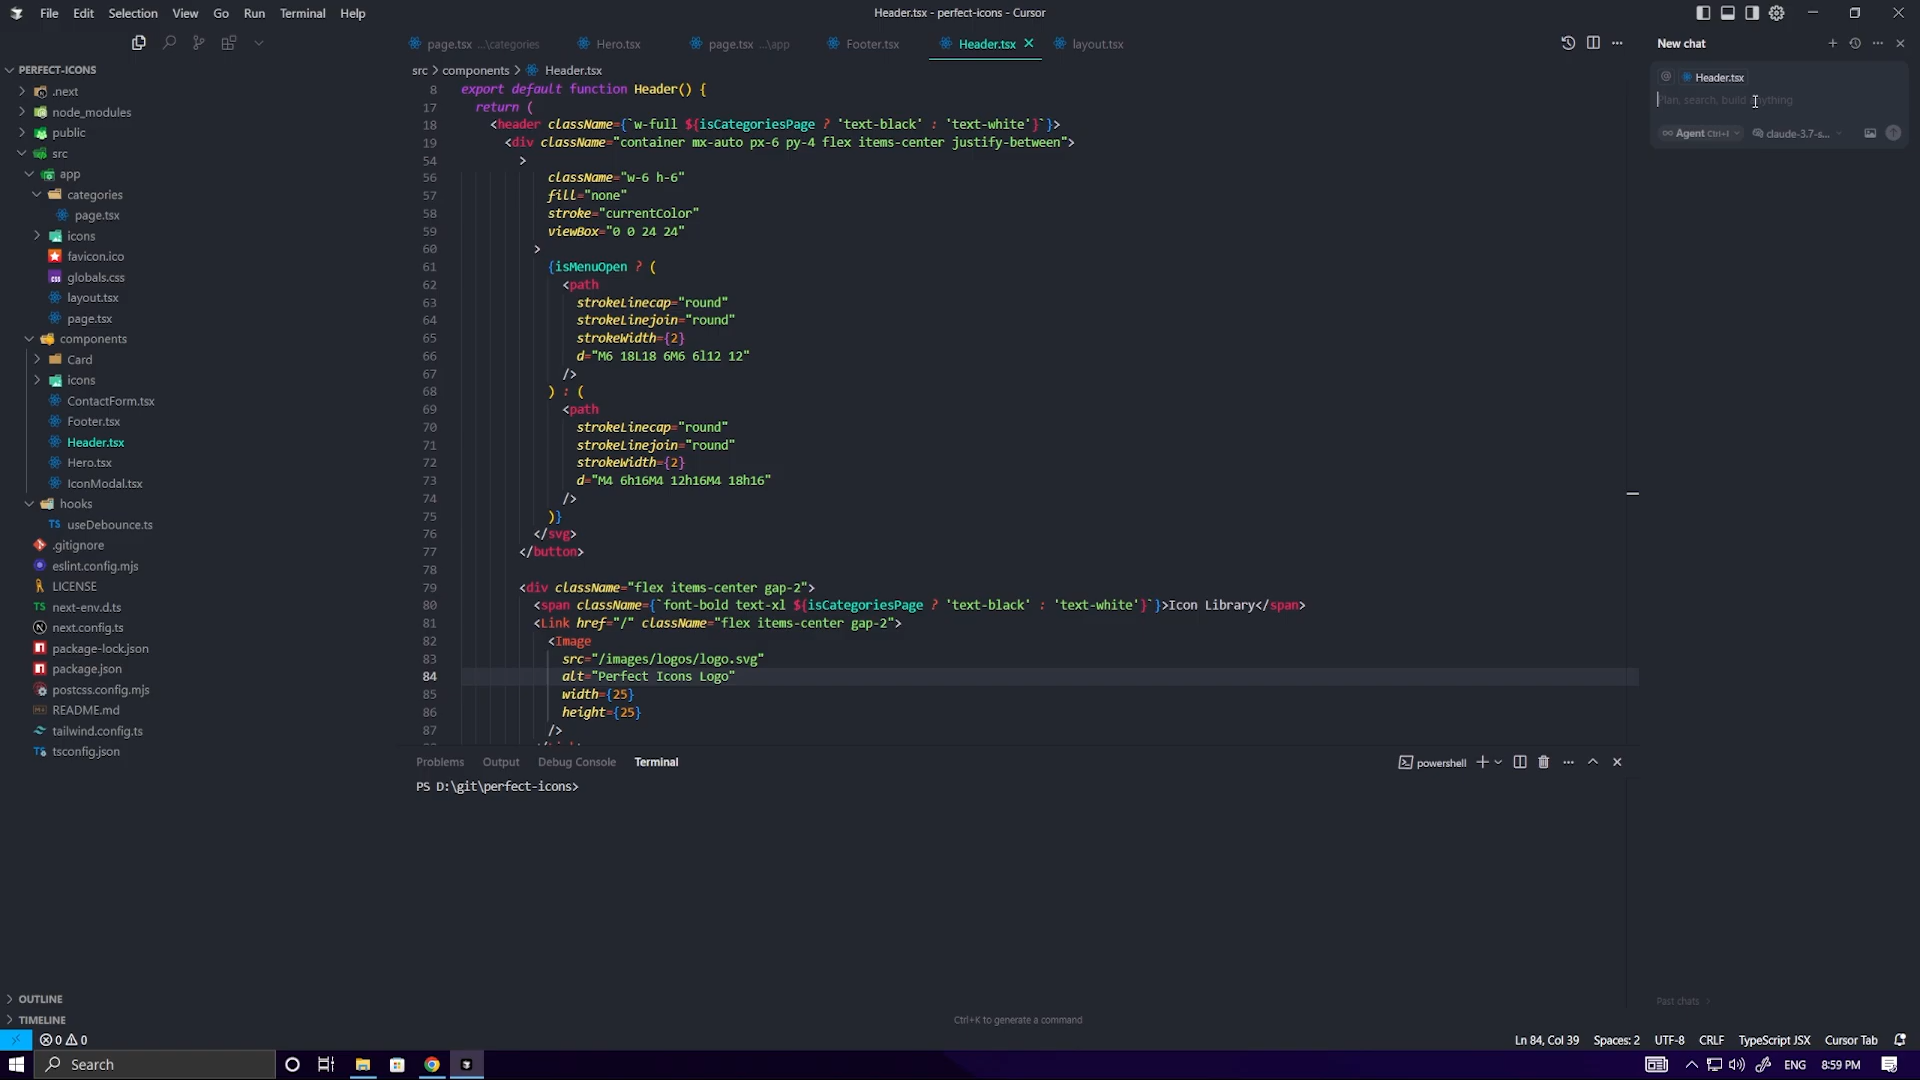 File Edit Selection View Go Run Terminal Help
Header.tsx - perfect-icons - Cursor
PERFECT-ICONS
.next
node_modules
public
src
app
categories
page.tsx
icons
favicon.ico
globals.css
layout.tsx
page.tsx
components
Card
icons
ContactForm.tsx
Footer.tsx
Header.tsx
Hero.tsx
IconModal.tsx
hooks
TS useDebounce.ts
.gitignore
eslint.config.mjs
LICENSE
TS next-env.d.ts
next.config.ts
package-lock.json
package.json
postcss.config.mjs
README.md
tailwind.config.ts
tsconfig.json
OUTLINE
TIMELINE
page.tsx ...\categories Hero.tsx page.tsx ...\app Footer.tsx Header.tsx layout.tsx
src > components > Header.tsx
8 export default function Header() {
17 return (
18 <header className={`w-full ${isCategoriesPage ? 'text-black' : 'text-white'}`}>
19 <div className="container mx-auto px-6 py-4 flex items-center justify-between">
54 >
56 className="w-6 h-6"
57 fill="none"
58 stroke="currentColor"
59 viewBox="0 0 24 24"
60 >
61 {isMenuOpen ? (
62 <path
63 strokeLinecap="round"
64 strokeLinejoin="round"
65 strokeWidth={2}
66 d="M6 18L18 6M6 6l12 12"
67 />
68 ) : (
69 <path
70 strokeLinecap="round"
71 strokeLinejoin="round"
72 strokeWidth={2}
73 d="M4 6h16M4 12h16M4 18h16"
74 />
75 )}
76 </svg>
77 </button>
78
79 <div className="flex items-center gap-2">
80 <span className={`font-bold text-xl ${isCategoriesPage ? 'text-black' : 'text-white'}`}>Icon Library</span>
81 <Link href="/" className="flex items-center gap-2">
82 <Image
83 src="/images/logos/logo.svg"
84 alt="Perfect Icons Logo"
85 width={25}
86 height={25}
87 />
Problems Output Debug Console Terminal
powershell
PS D:\git\perfect-icons>
Ctrl+K to generate a command
New chat
@ Header.tsx
Plan, search, build anything
Agent Ctrl+I claude-3.7-s...
Past chats >
0 0
Ln 84, Col 39 Spaces: 2 UTF-8 CRLF TypeScript JSX Cursor Tab
Search
ENG 8:59 PM